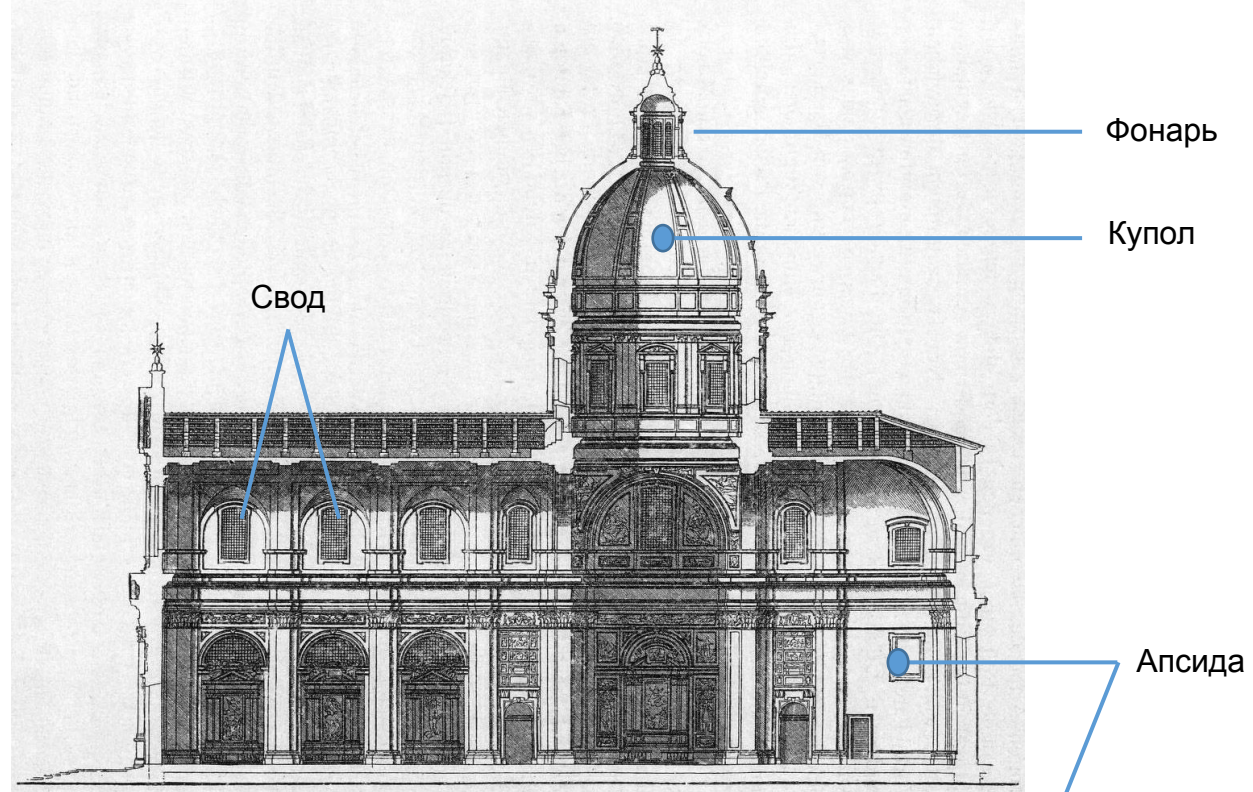 Фонарь
Купол
Свод
Апсида